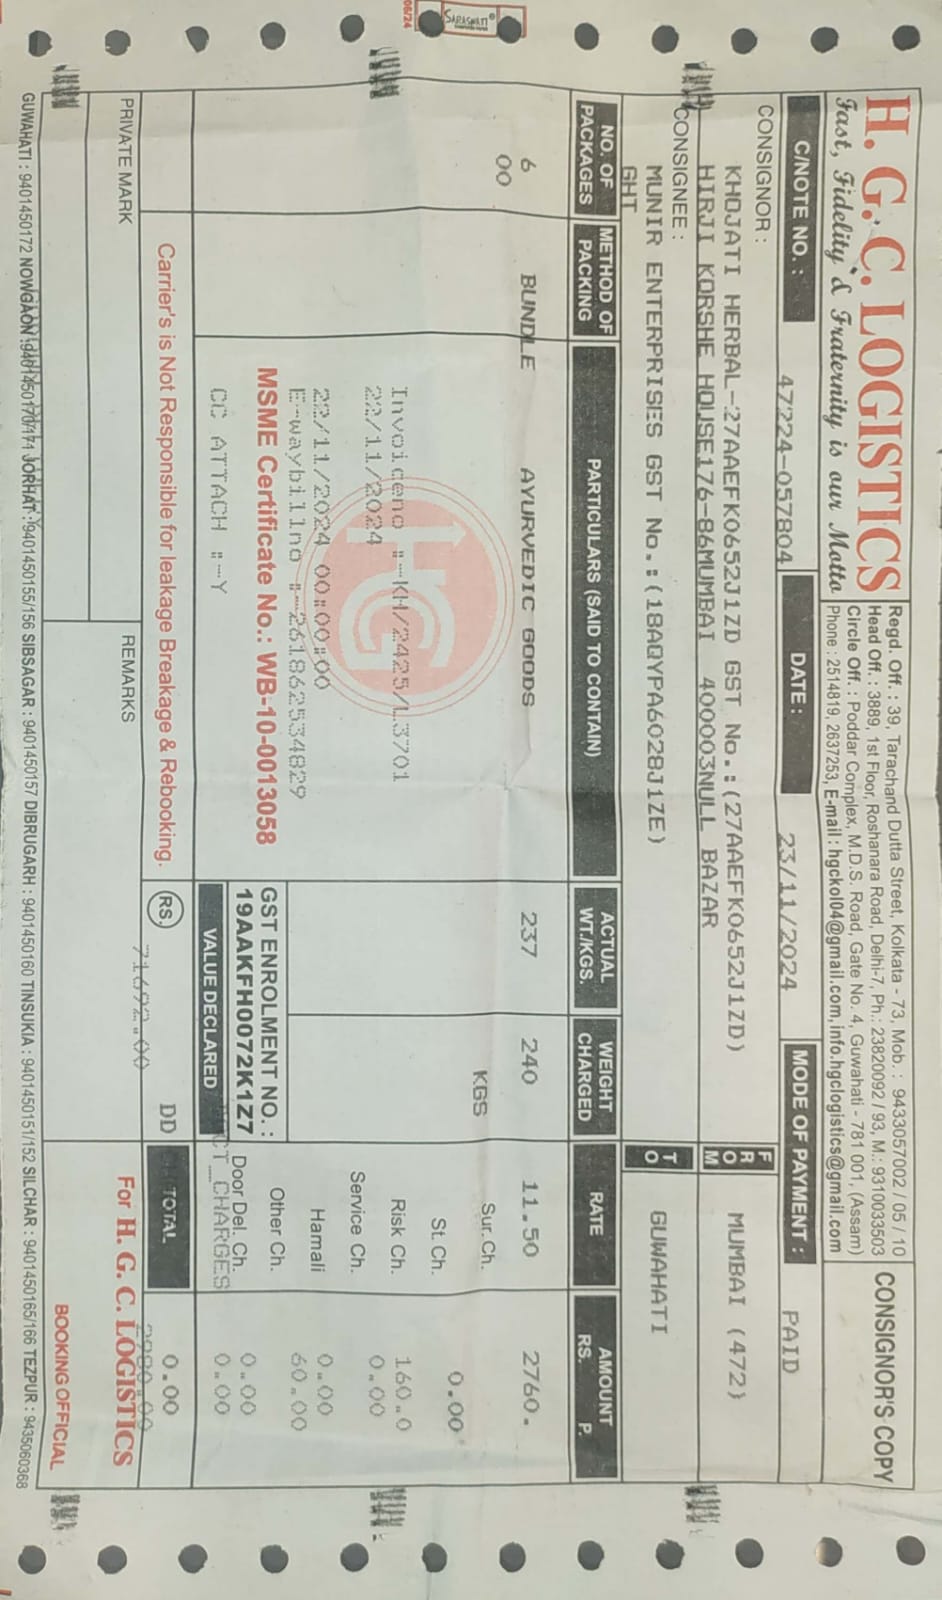 SARASWATI
06/24
H. G. C. LOGISTICS
Fast, Fidelity & Fraternity is our Motto
Regd. Off. : 39, Tarachand Dutta Street, Kolkata - 73, Mob. : 9433057002 / 05 / 10
Head Off. : 3889, 1st Floor, Roshanara Road, Delhi-7, Ph.: 23820092 / 93, M.: 9310033503
Circle Off. : Poddar Complex, M.D.S. Road, Gate No. 4, Guwahati - 781 001, (Assam)
Phone : 2514819, 2637253, E-mail : hgckol04@gmail.com, info.hgclogistics@gmail.com
CONSIGNOR'S COPY
C/NOTE NO. : 47224-057804 DATE : 23/11/2024 MODE OF PAYMENT : PAID
CONSIGNOR :
KHOJATI HERBAL-27AAEFK0652J1ZD GST No.:(27AAEFK0652J1ZD)
HIRJI KORSHE HOUSE176-86MUMBAI 400003NULL BAZAR
FROM MUMBAI (472)
CONSIGNEE :
MUNIR ENTERPRISES GST No.:(18AQYPA6028J1ZE)
GHT
TO GUWAHATI
NO. OF PACKAGES METHOD OF PACKING PARTICULARS (SAID TO CONTAIN) ACTUAL WT./KGS. WEIGHT CHARGED RATE AMOUNT RS. P.
6 BUNDLE AYURVEDIC GOODS 237 240 11.50 2760.
00
KGS Sur. Ch.
St. Ch. 0.00
Invoiceno :-KH/2425/L3701 Risk Ch. 160.0
22/11/2024 0.00
Service Ch.
22/11/2024 00:00:00 Hamali 0.00
E-waybillno :-261862534829 60.00
HG
MSME Certificate No.: WB-10-0013058
GST ENROLMENT NO. :
19AAKFH0072K1Z7
Other Ch. 0.00
Door Del. Ch.
CC ATTACH :-Y VALUE DECLARED CT_CHARGES 0.00
Carrier's is Not Responsible for leakage Breakage & Rebooking. RS. 71692.00 DD TOTAL 0.00
2980.00
PRIVATE MARK REMARKS For H. G. C. LOGISTICS
BOOKING OFFICIAL
GUWAHATI : 9401450172 NOWGAON : 9401450170/171 JORHAT : 9401450155/156 SIBSAGAR : 9401450157 DIBRUGARH : 9401450160 TINSUKIA : 9401450151/152 SILCHAR : 9401450165/166 TEZPUR : 9435060368